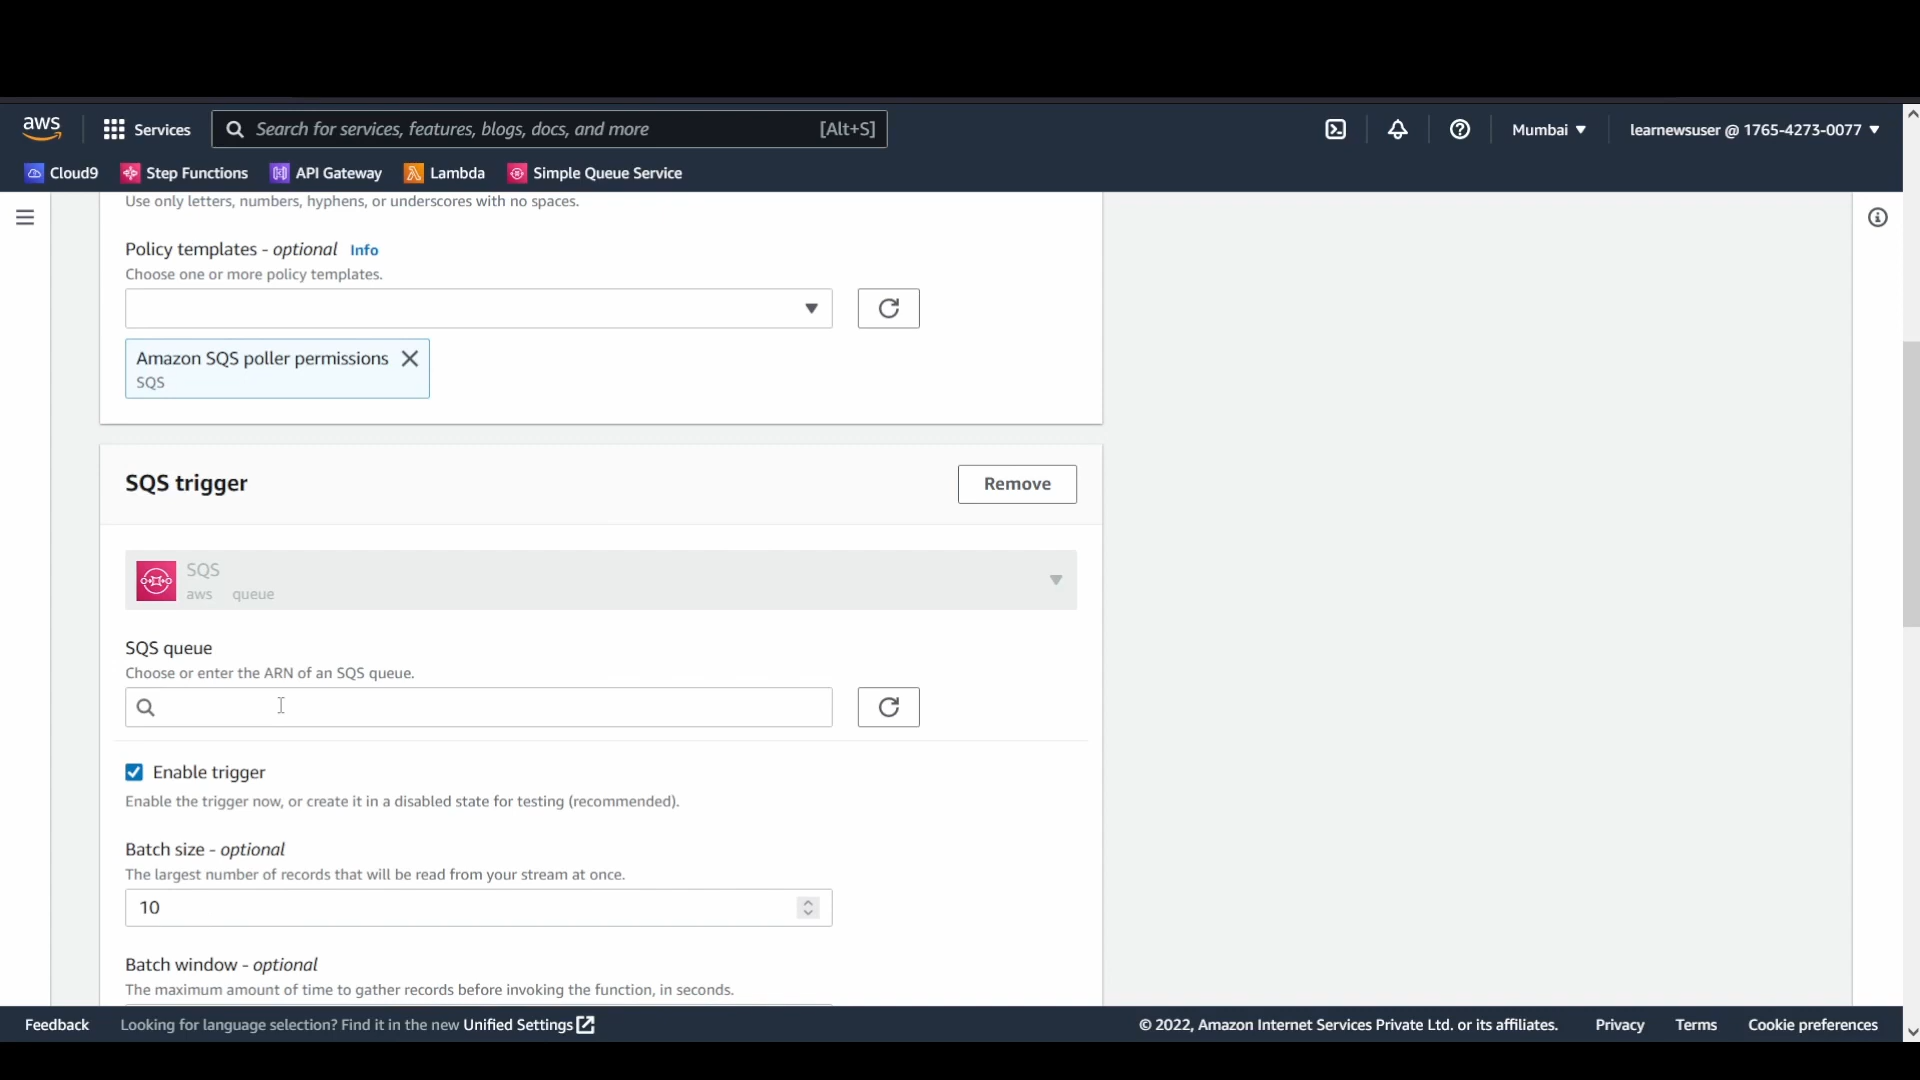 aws
Services
Search for services, features, blogs, docs, and more
[Alt+S]
Mumbai
learnewsuser @ 1765-4273-0077
Cloud9
Step Functions
API Gateway
Lambda
Simple Queue Service
Use only letters, numbers, hyphens, or underscores with no spaces.
Policy templates - optional Info
Choose one or more policy templates.
Amazon SQS poller permissions
SQS
SQS trigger
Remove
SQS
aws queue
SQS queue
Choose or enter the ARN of an SQS queue.
Enable trigger
Enable the trigger now, or create it in a disabled state for testing (recommended).
Batch size - optional
The largest number of records that will be read from your stream at once.
10
Batch window - optional
The maximum amount of time to gather records before invoking the function, in seconds.
Feedback
Looking for language selection? Find it in the new Unified Settings
© 2022, Amazon Internet Services Private Ltd. or its affiliates.
Privacy
Terms
Cookie preferences